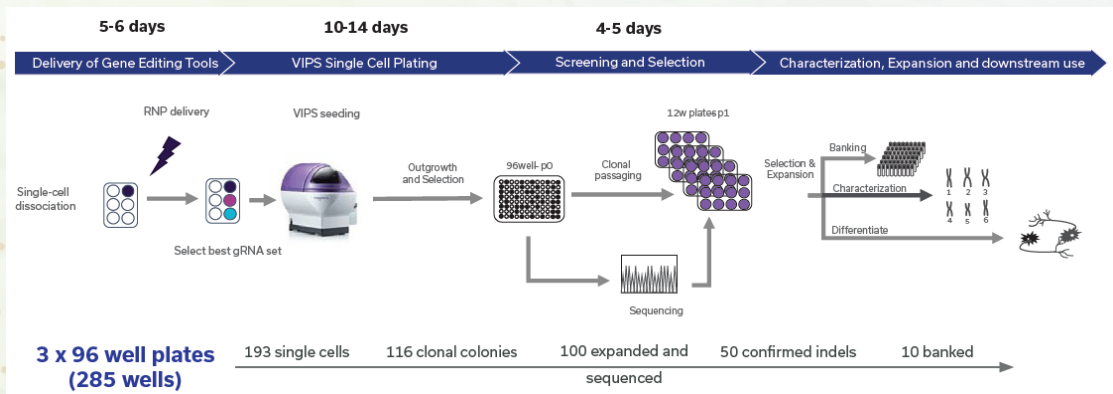 5-6 days
10-14 days
4-5 days
Delivery of Gene Editing Tools
VIPS Single Cell Plating
Screening and Selection
Characterization, Expansion and downstream use
RNP delivery
VIPS seeding
12w plates p1
Single-cell
dissociation
Select best gRNA set
Outgrowth
and Selection
96well- p0
Clonal
passaging
Sequencing
Selection &
Expansion
Banking
Characterization
1 2 3
4 5 6
Differentiate
3 x 96 well plates
(285 wells)
193 single cells
116 clonal colonies
100 expanded and
sequenced
50 confirmed indels
10 banked